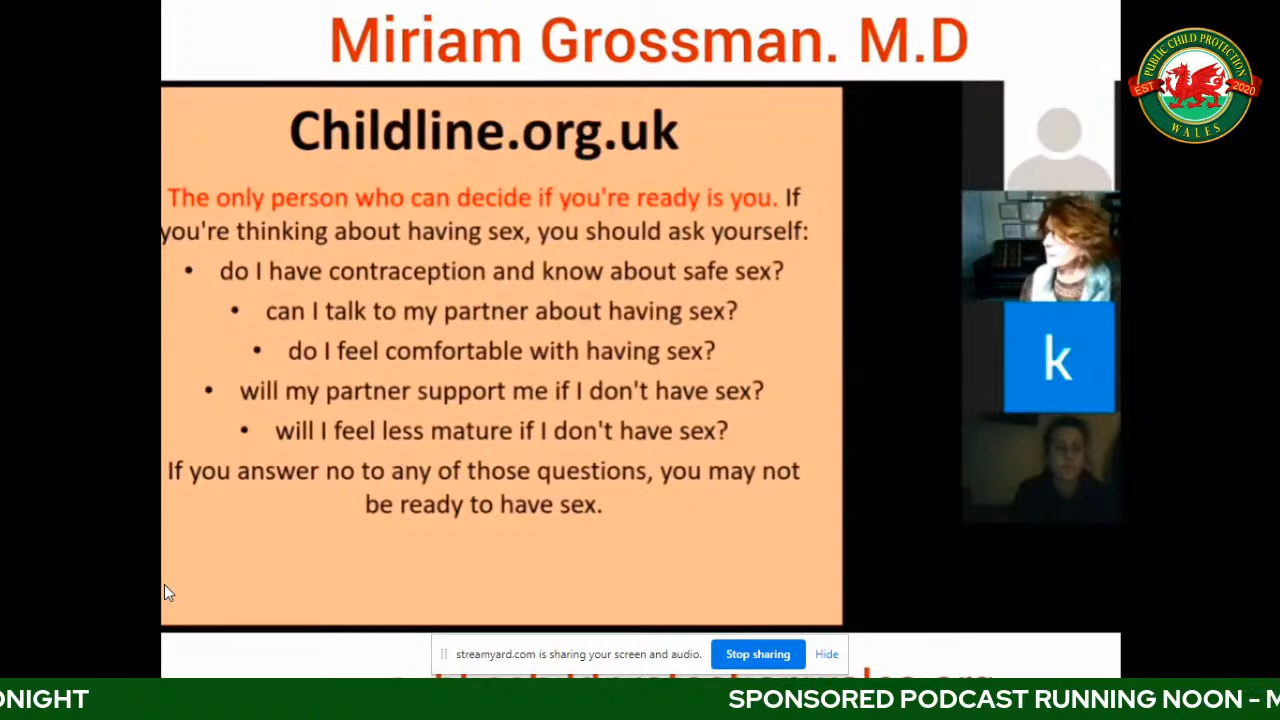 Miriam Grossman. M.D
PUBLIC CHILD PROTECTION
EST 2020
WALES
Childline.org.uk
The only person who can decide if you're ready is you. If
you're thinking about having sex, you should ask yourself:
• do I have contraception and know about safe sex?
• can I talk to my partner about having sex?
• do I feel comfortable with having sex?
• will my partner support me if I don't have sex?
• will I feel less mature if I don't have sex?
If you answer no to any of those questions, you may not
be ready to have sex.
k
streamyard.com is sharing your screen and audio. Stop sharing Hide
ONIGHT SPONSORED PODCAST RUNNING NOON - M